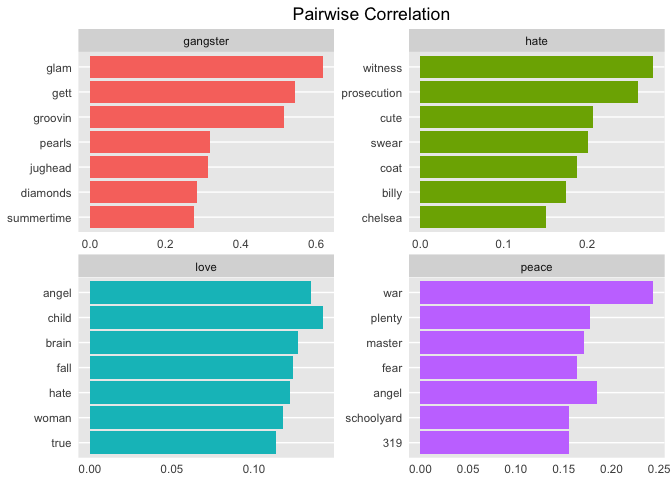 Pairwise Correlation
gangster
glam
gett
groovin
pearls
jughead
diamonds
summertime
0.0 0.2 0.4 0.6
hate
witness
prosecution
cute
swear
coat
billy
chelsea
0.0 0.1 0.2
love
angel
child
brain
fall
hate
woman
true
0.00 0.05 0.10
peace
war
plenty
master
fear
angel
schoolyard
319
0.00 0.05 0.10 0.15 0.20 0.25